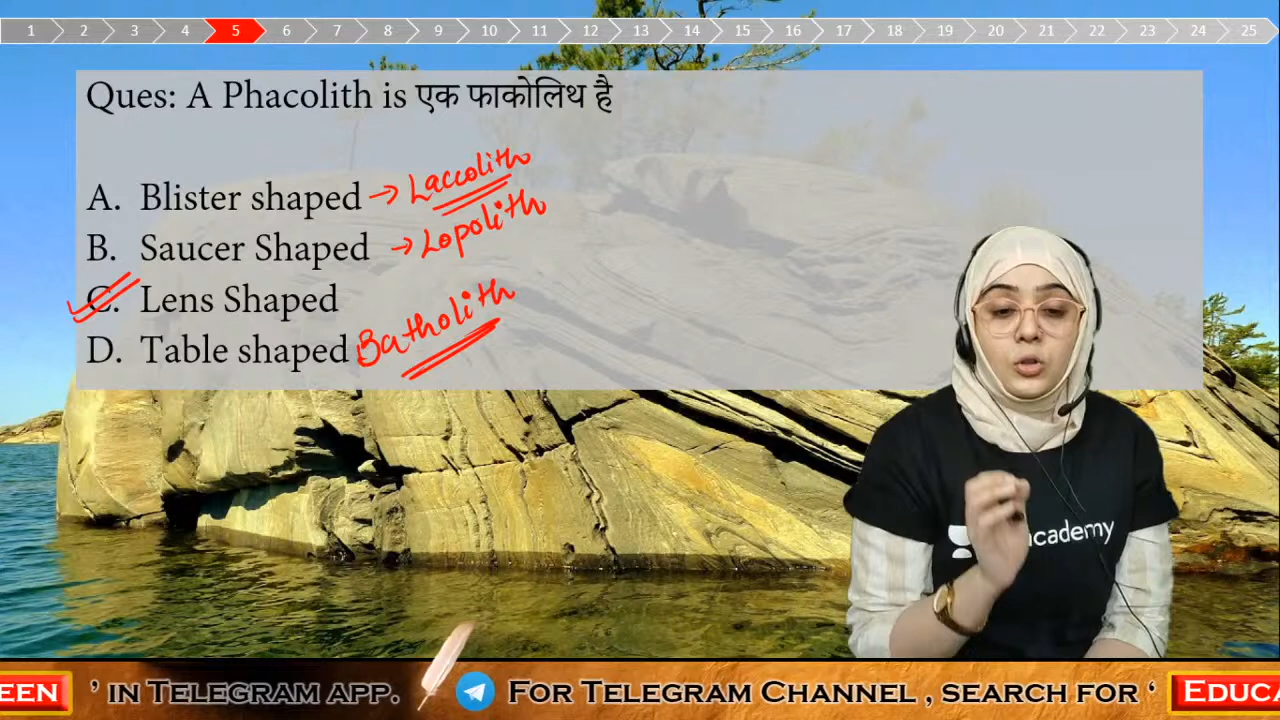 1 2 3 4 5 6 7 8 9 10 11 12 13 14 15 16 17 18 19 20 21 22 23 24 25
Ques: A Phacolith is एक फाकोलिथ है
A. Blister shaped → Laccolith
B. Saucer Shaped → Lopolith
C. Lens Shaped
D. Table shaped Batholith
academy
EEN ’ IN TELEGRAM APP. FOR TELEGRAM CHANNEL , SEARCH FOR ‘ EDUCA